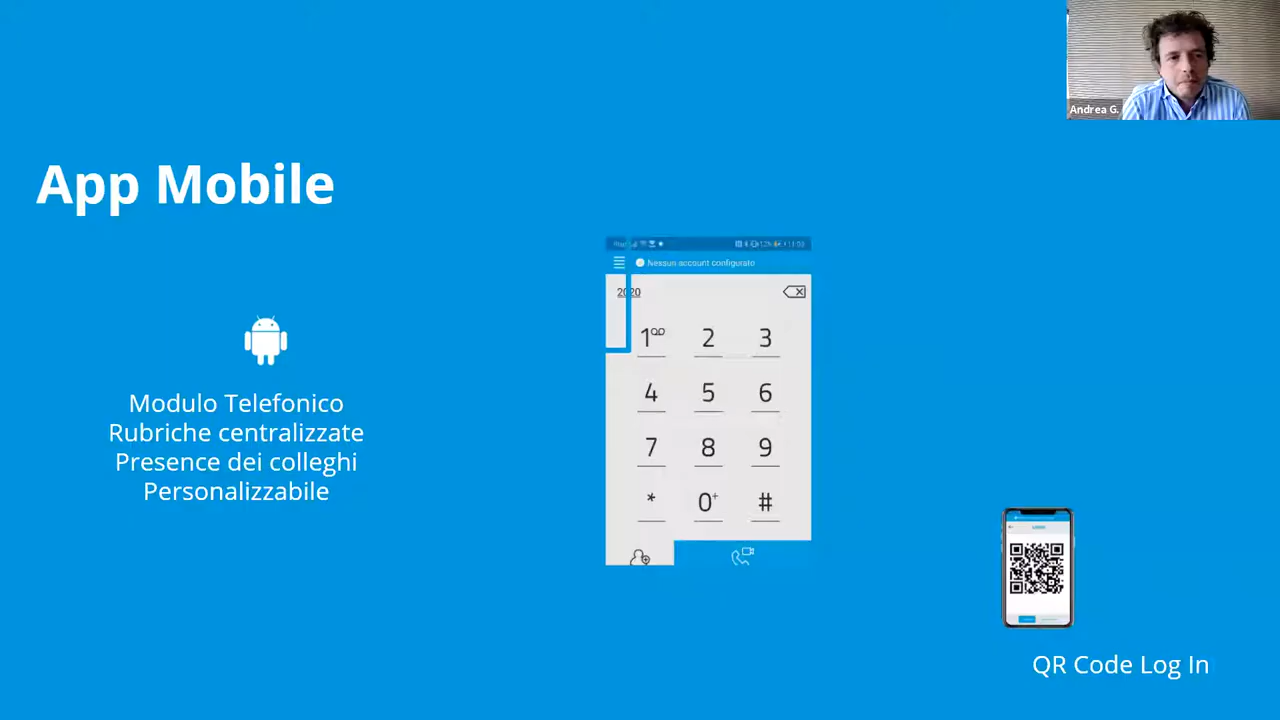 Andrea G.
App Mobile
Nessun account configurato
2020
1 2 3
4 5 6
7 8 9
* 0+ #
Modulo Telefonico
Rubriche centralizzate
Presence dei colleghi
Personalizzabile
QR Code Log In